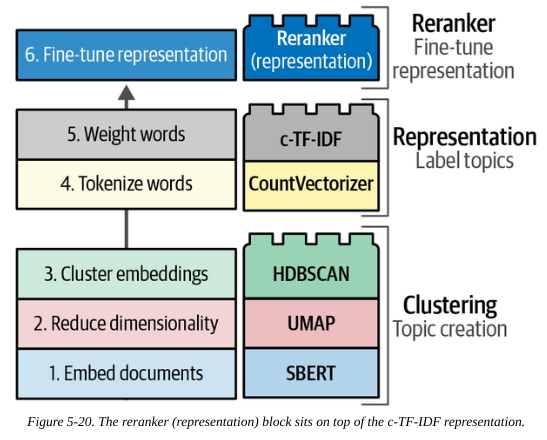 6. Fine-tune representation
Reranker
(representation)
Reranker
Fine-tune
representation
5. Weight words
c-TF-IDF
Representation
Label topics
4. Tokenize words
CountVectorizer
3. Cluster embeddings
HDBSCAN
Clustering
Topic creation
2. Reduce dimensionality
UMAP
1. Embed documents
SBERT
Figure 5-20. The reranker (representation) block sits on top of the c-TF-IDF representation.